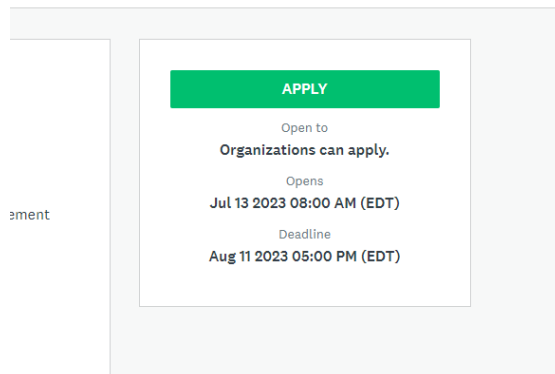 APPLY
Open to
Organizations can apply.
Opens
Jul 13 2023 08:00 AM (EDT)
ement
Deadline
Aug 11 2023 05:00 PM (EDT)